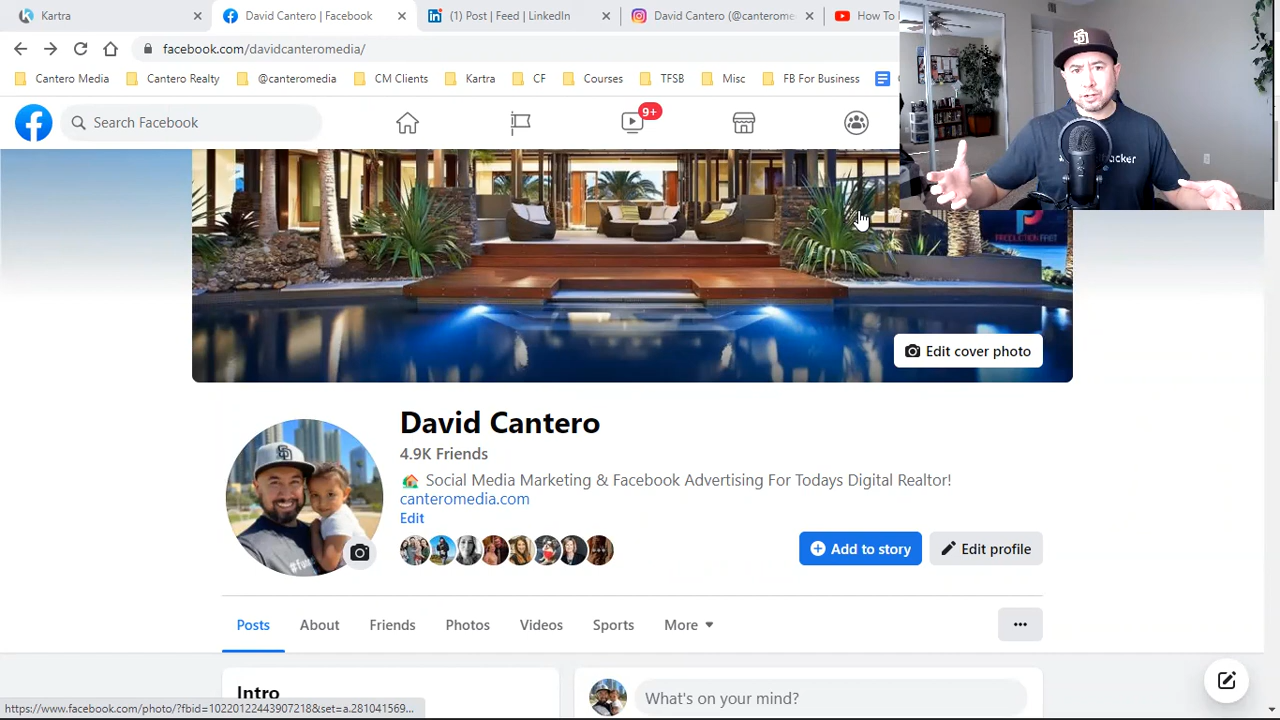 Kartra
David Cantero | Facebook
(1) Post | Feed | LinkedIn
David Cantero (@canterome
How To
facebook.com/davidcanteromedia/
Cantero Media
Cantero Realty
@canteromedia
CM Clients
Kartra
CF
Courses
TFSB
Misc
FB For Business
Search Facebook
9+
PRODUCTION FIRST
Edit cover photo
David Cantero
4.9K Friends
Social Media Marketing & Facebook Advertising For Todays Digital Realtor!
canteromedia.com
Edit
Add to story
Edit profile
Posts
About
Friends
Photos
Videos
Sports
More
Intro
What's on your mind?
https://www.facebook.com/photo/?fbid=10220122443907218&set=a.281041569...